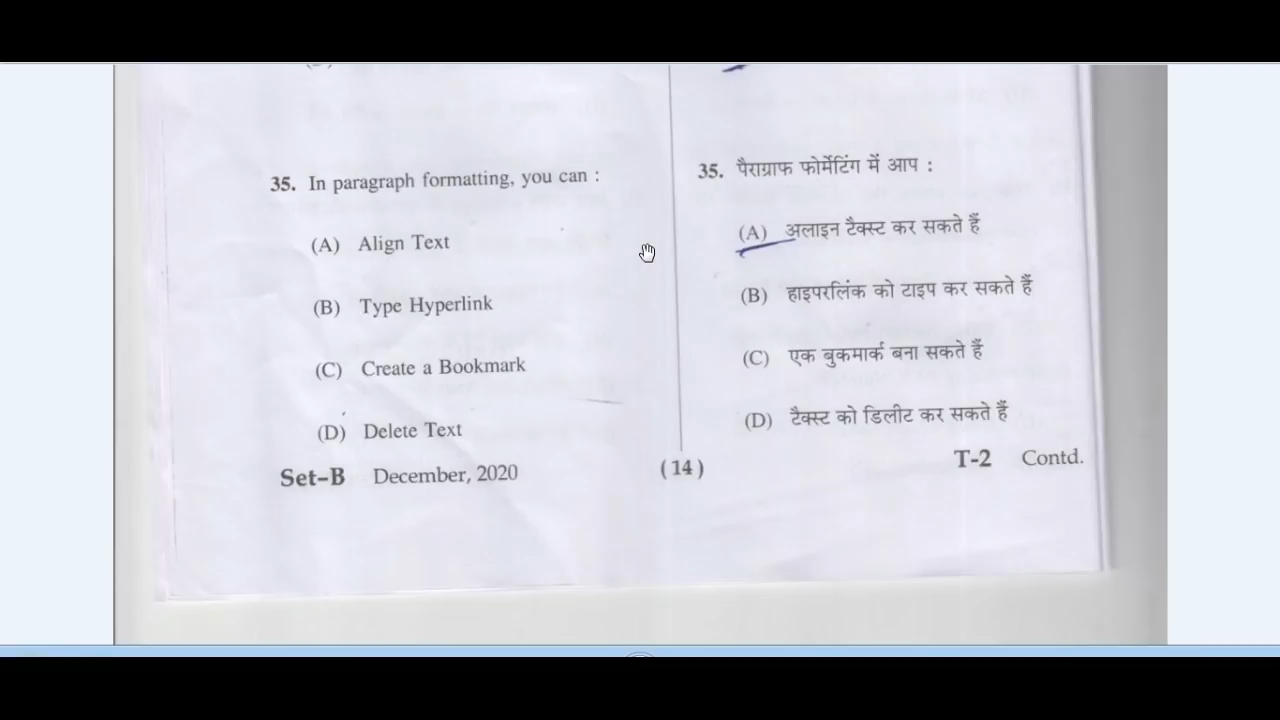 35. In paragraph formatting, you can :
(A) Align Text
(B) Type Hyperlink
(C) Create a Bookmark
(D) Delete Text
Set–B December, 2020
35. पैराग्राफ फोर्मेटिंग में आप :
(A) अलाइन टैक्स्ट कर सकते हैं
(B) हाइपरलिंक को टाइप कर सकते हैं
(C) एक बुकमार्क बना सकते हैं
(D) टैक्स्ट को डिलीट कर सकते हैं
(14)
T-2 Contd.